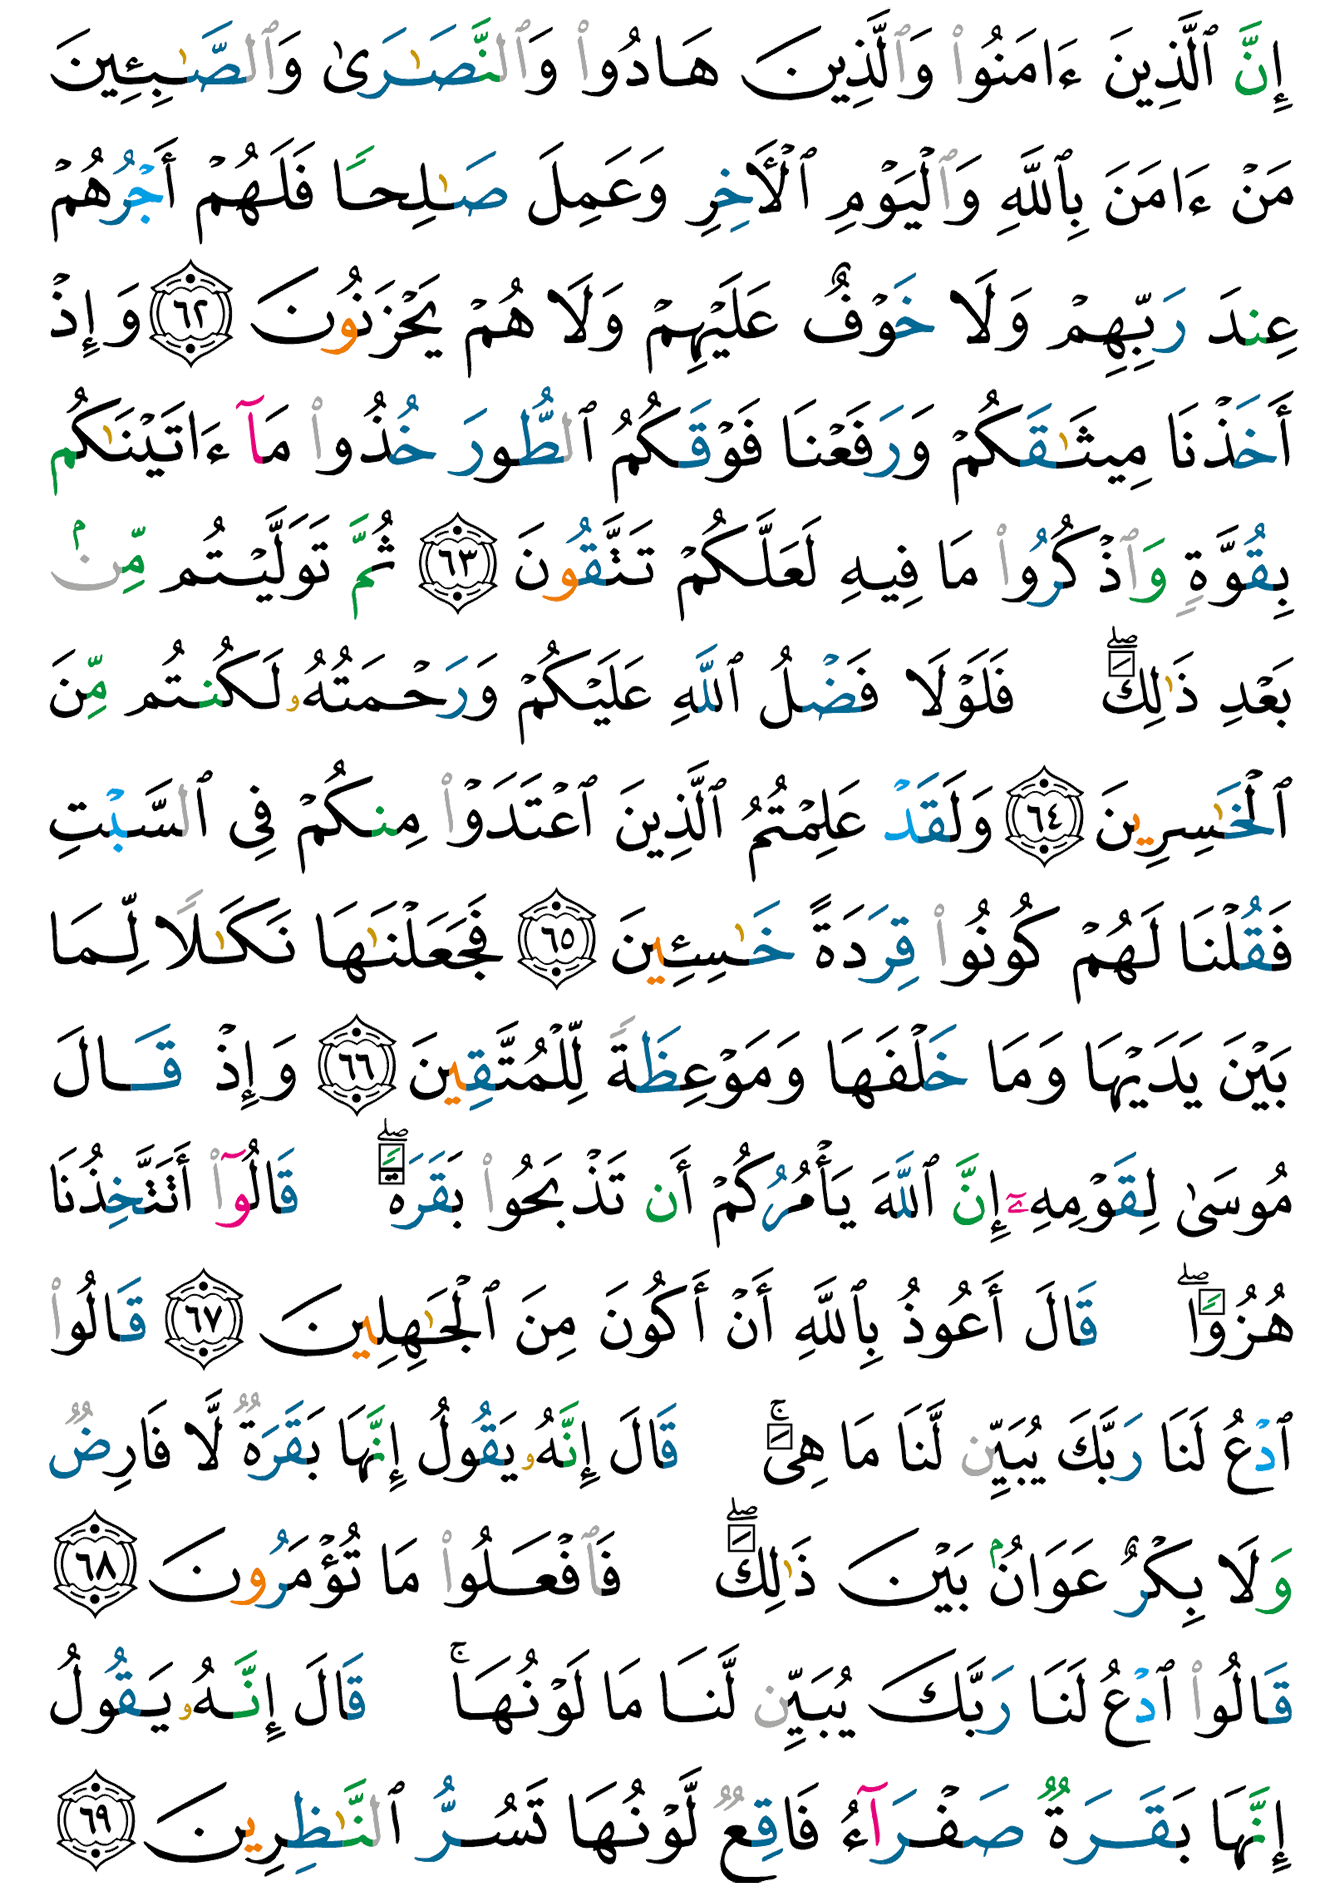 إِنَّ ٱلَّذِينَ ءَامَنُوا۟ وَٱلَّذِينَ هَادُوا۟ وَٱلنَّصَـٰرَىٰ وَٱلصَّـٰبِـِٔينَ
مَنْ ءَامَنَ بِٱللَّهِ وَٱلْيَوْمِ ٱلْـَٔاخِرِ وَعَمِلَ صَـٰلِحًا فَلَهُمْ أَجْرُهُمْ
عِندَ رَبِّهِمْ وَلَا خَوْفٌ عَلَيْهِمْ وَلَا هُمْ يَحْزَنُونَ ٦٢ وَإِذْ
أَخَذْنَا مِيثَـٰقَكُمْ وَرَفَعْنَا فَوْقَكُمُ ٱلطُّورَ خُذُوا۟ مَآ ءَاتَيْنَـٰكُم
بِقُوَّةٍ وَٱذْكُرُوا۟ مَا فِيهِ لَعَلَّكُمْ تَتَّقُونَ ٦٣ ثُمَّ تَوَلَّيْتُم مِّنۢ
بَعْدِ ذَٰلِكَ ۖ فَلَوْلَا فَضْلُ ٱللَّهِ عَلَيْكُمْ وَرَحْمَتُهُۥ لَكُنتُم مِّنَ
ٱلْخَـٰسِرِينَ ٦٤ وَلَقَدْ عَلِمْتُمُ ٱلَّذِينَ ٱعْتَدَوْا۟ مِنكُمْ فِى ٱلسَّبْتِ
فَقُلْنَا لَهُمْ كُونُوا۟ قِرَدَةً خَـٰسِـِٔينَ ٦٥ فَجَعَلْنَـٰهَا نَكَـٰلًا لِّمَا
بَيْنَ يَدَيْهَا وَمَا خَلْفَهَا وَمَوْعِظَةً لِّلْمُتَّقِينَ ٦٦ وَإِذْ قَالَ
مُوسَىٰ لِقَوْمِهِۦٓ إِنَّ ٱللَّهَ يَأْمُرُكُمْ أَن تَذْبَحُوا۟ بَقَرَةً ۖ قَالُوٓا۟ أَتَتَّخِذُنَا
هُزُوًا ۖ قَالَ أَعُوذُ بِٱللَّهِ أَنْ أَكُونَ مِنَ ٱلْجَـٰهِلِينَ ٦٧ قَالُوا۟
ٱدْعُ لَنَا رَبَّكَ يُبَيِّن لَّنَا مَا هِىَ ۚ قَالَ إِنَّهُۥ يَقُولُ إِنَّهَا بَقَرَةٌ لَّا فَارِضٌ
وَلَا بِكْرٌ عَوَانٌۢ بَيْنَ ذَٰلِكَ ۖ فَٱفْعَلُوا۟ مَا تُؤْمَرُونَ ٦٨
قَالُوا۟ ٱدْعُ لَنَا رَبَّكَ يُبَيِّن لَّنَا مَا لَوْنُهَا ۚ قَالَ إِنَّهُۥ يَقُولُ
إِنَّهَا بَقَرَةٌ صَفْرَآءُ فَاقِعٌ لَّوْنُهَا تَسُرُّ ٱلنَّـٰظِرِينَ ٦٩